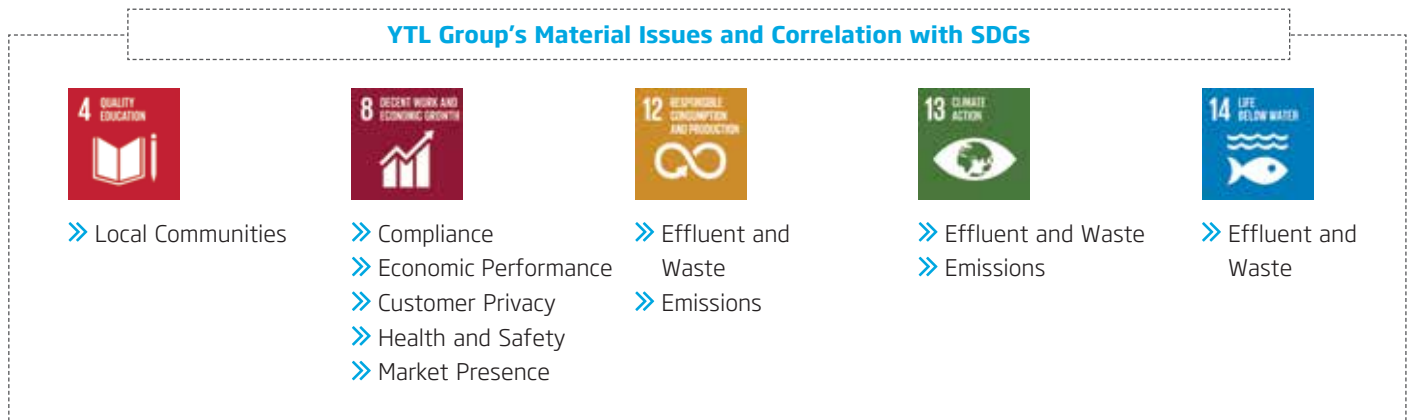 YTL Group's Material Issues and Correlation with SDGs
4 QUALITY
EDUCATION
8 DECENT WORK AND
ECONOMIC GROWTH
12 RESPONSIBLE
CONSUMPTION
AND PRODUCTION
13 CLIMATE
ACTION
14 LIFE
BELOW WATER
Local Communities
Compliance
Economic Performance
Customer Privacy
Health and Safety
Market Presence
Effluent and
Waste
Emissions
Effluent and Waste
Emissions
Effluent and
Waste